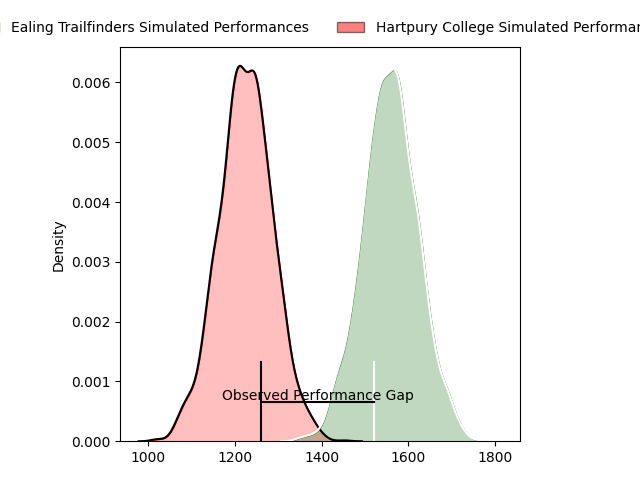 Ealing Trailfinders Simulated Performances
Hartpury College Simulated
0.006
0.005
0.004
0.003
0.002
0.001
0.000
Density
Observed Performance Gap
1000 1200 1400 1600 1800